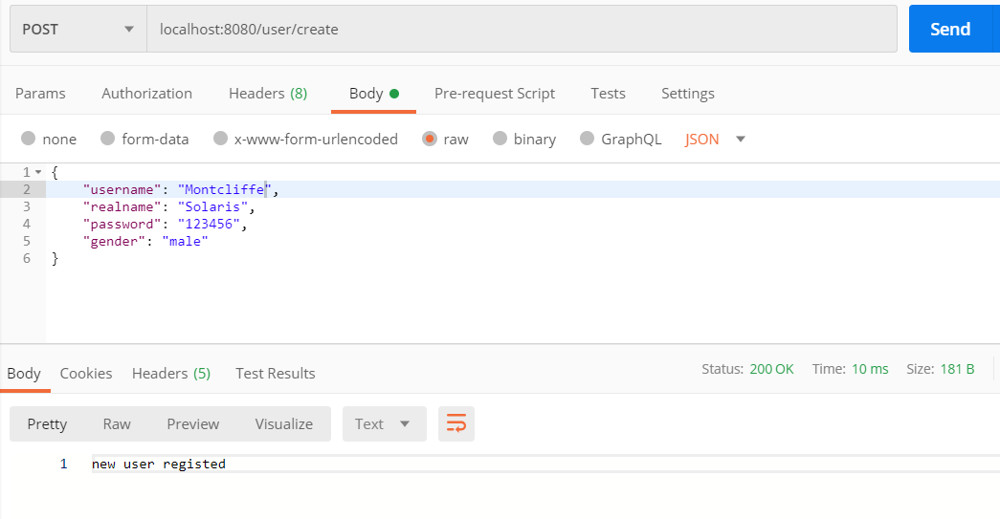 POST localhost:8080/user/create Send
Params Authorization Headers (8) Body Pre-request Script Tests Settings
none form-data x-www-form-urlencoded raw binary GraphQL JSON
1 {
2 "username": "Montcliffe",
3 "realname": "Solaris",
4 "password": "123456",
5 "gender": "male"
6 }
Body Cookies Headers (5) Test Results Status: 200 OK Time: 10 ms Size: 181 B
Pretty Raw Preview Visualize Text
1 new user registed